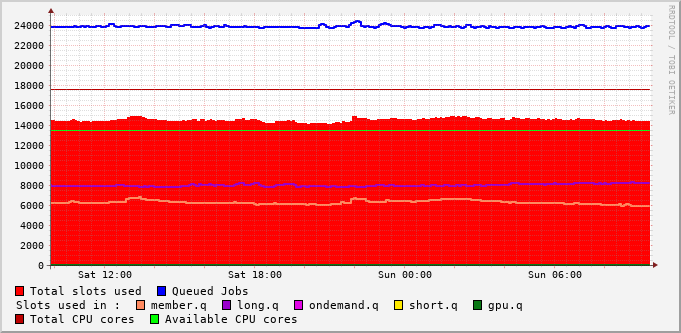 24000
22000
20000
18000
16000
14000
12000
10000
8000
6000
4000
2000
0
Sat 12:00 Sat 18:00 Sun 00:00 Sun 06:00
Total slots used Queued Jobs
Slots used in : member.q long.q ondemand.q short.q gpu.q
Total CPU cores Available CPU cores
RRDTOOL / TOBI OETIKER